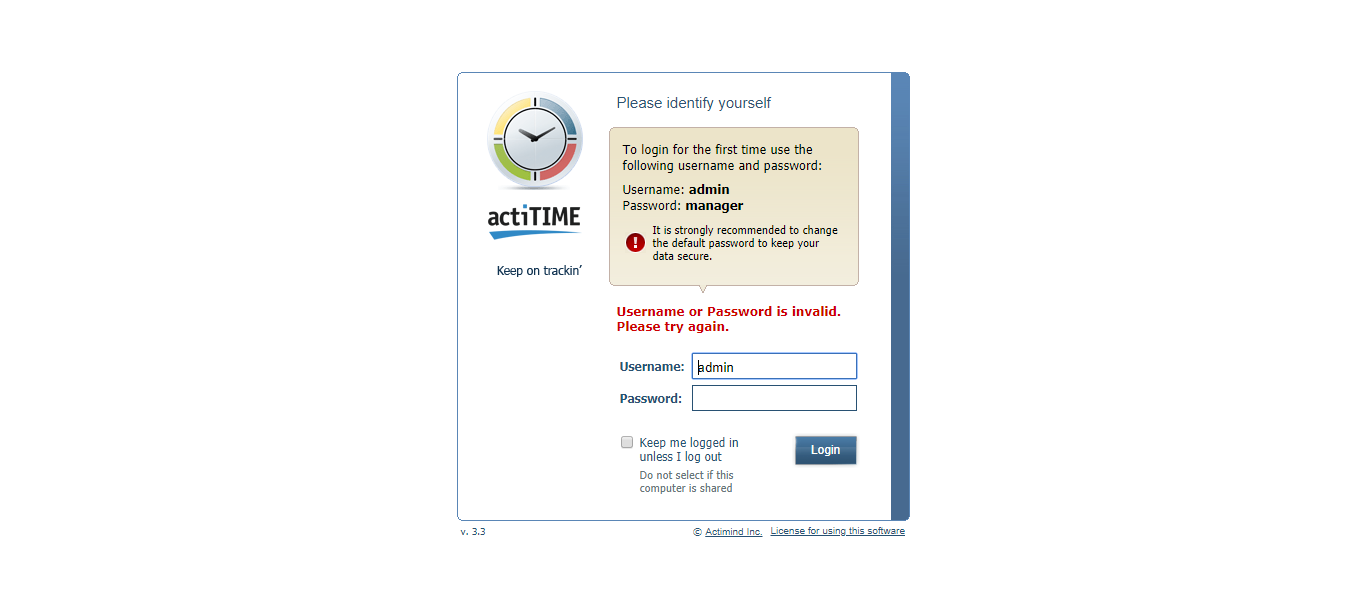 Please identify yourself
To login for the first time use the
following username and password:
Username: admin
Password: manager
It is strongly recommended to change
the default password to keep your
data secure.
actiTIME
Keep on trackin’
Username or Password is invalid.
Please try again.
Username: admin
Password:
Keep me logged in
unless I log out
Login
Do not select if this
computer is shared
v. 3.3
© Actimind Inc. License for using this software